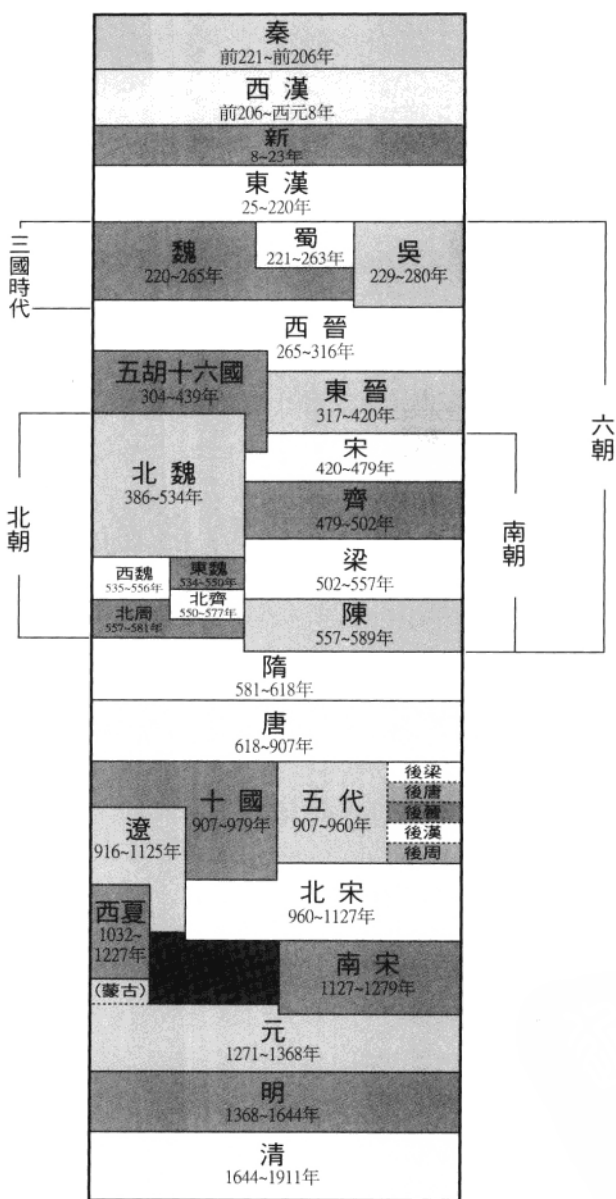 秦
前221~前206年
西漢
前206~西元8年
新
8~23年
東漢
25~220年
三國時代
魏
220~265年
蜀
221~263年
吳
229~280年
西晉
265~316年
五胡十六國
304~439年
東晉
317~420年
六朝
北朝
北魏
386~534年
宋
420~479年
齊
479~502年
南朝
西魏
535~556年
東魏
534~550年
梁
502~557年
北周
557~581年
北齊
550~577年
陳
557~589年
隋
581~618年
唐
618~907年
十國
907~979年
五代
907~960年
後梁
後唐
後晉
後漢
後周
遼
916~1125年
北宋
960~1127年
西夏
1032~
1227年
(蒙古)
南宋
1127~1279年
元
1271~1368年
明
1368~1644年
清
1644~1911年